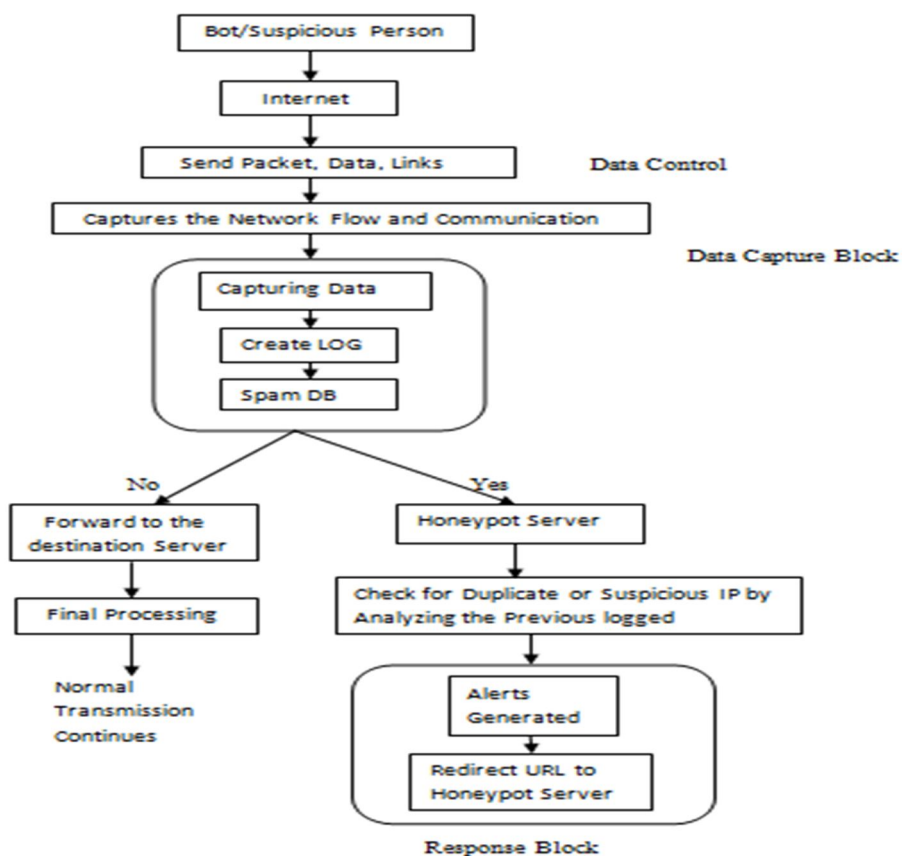 Bot/Suspicious Person
Internet
Send Packet, Data, Links
Data Control
Captures the Network Flow and Communication
Data Capture Block
Capturing Data
Create LOG
Spam DB
No
Yes
Forward to the
destination Server
Honeypot Server
Final Processing
Check for Duplicate or Suspicious IP by
Analyzing the Previous logged
Normal
Transmission
Continues
Alerts
Generated
Redirect URL to
Honeypot Server
Response Block